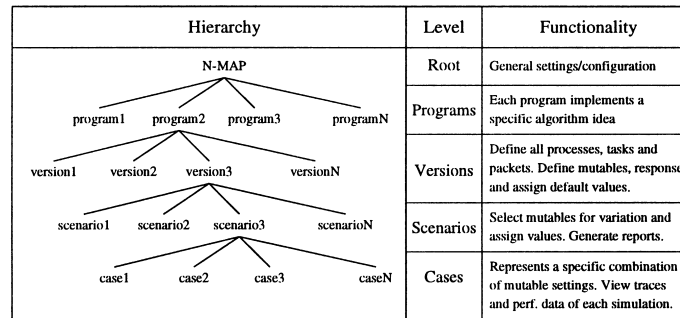 Hierarchy Level Functionality
N-MAP Root General settings/configuration
program1 program2 program3 programN Programs Each program implements a
specific algorithm idea
version1 version2 version3 versionN Versions Define all processes, tasks and
packets. Define mutables, response
and assign default values.
scenario1 scenario2 scenario3 scenarioN Scenarios Select mutables for variation and
assign values. Generate reports.
case1 case2 case3 caseN Cases Represents a specific combination
of mutable settings. View traces
and perf. data of each simulation.